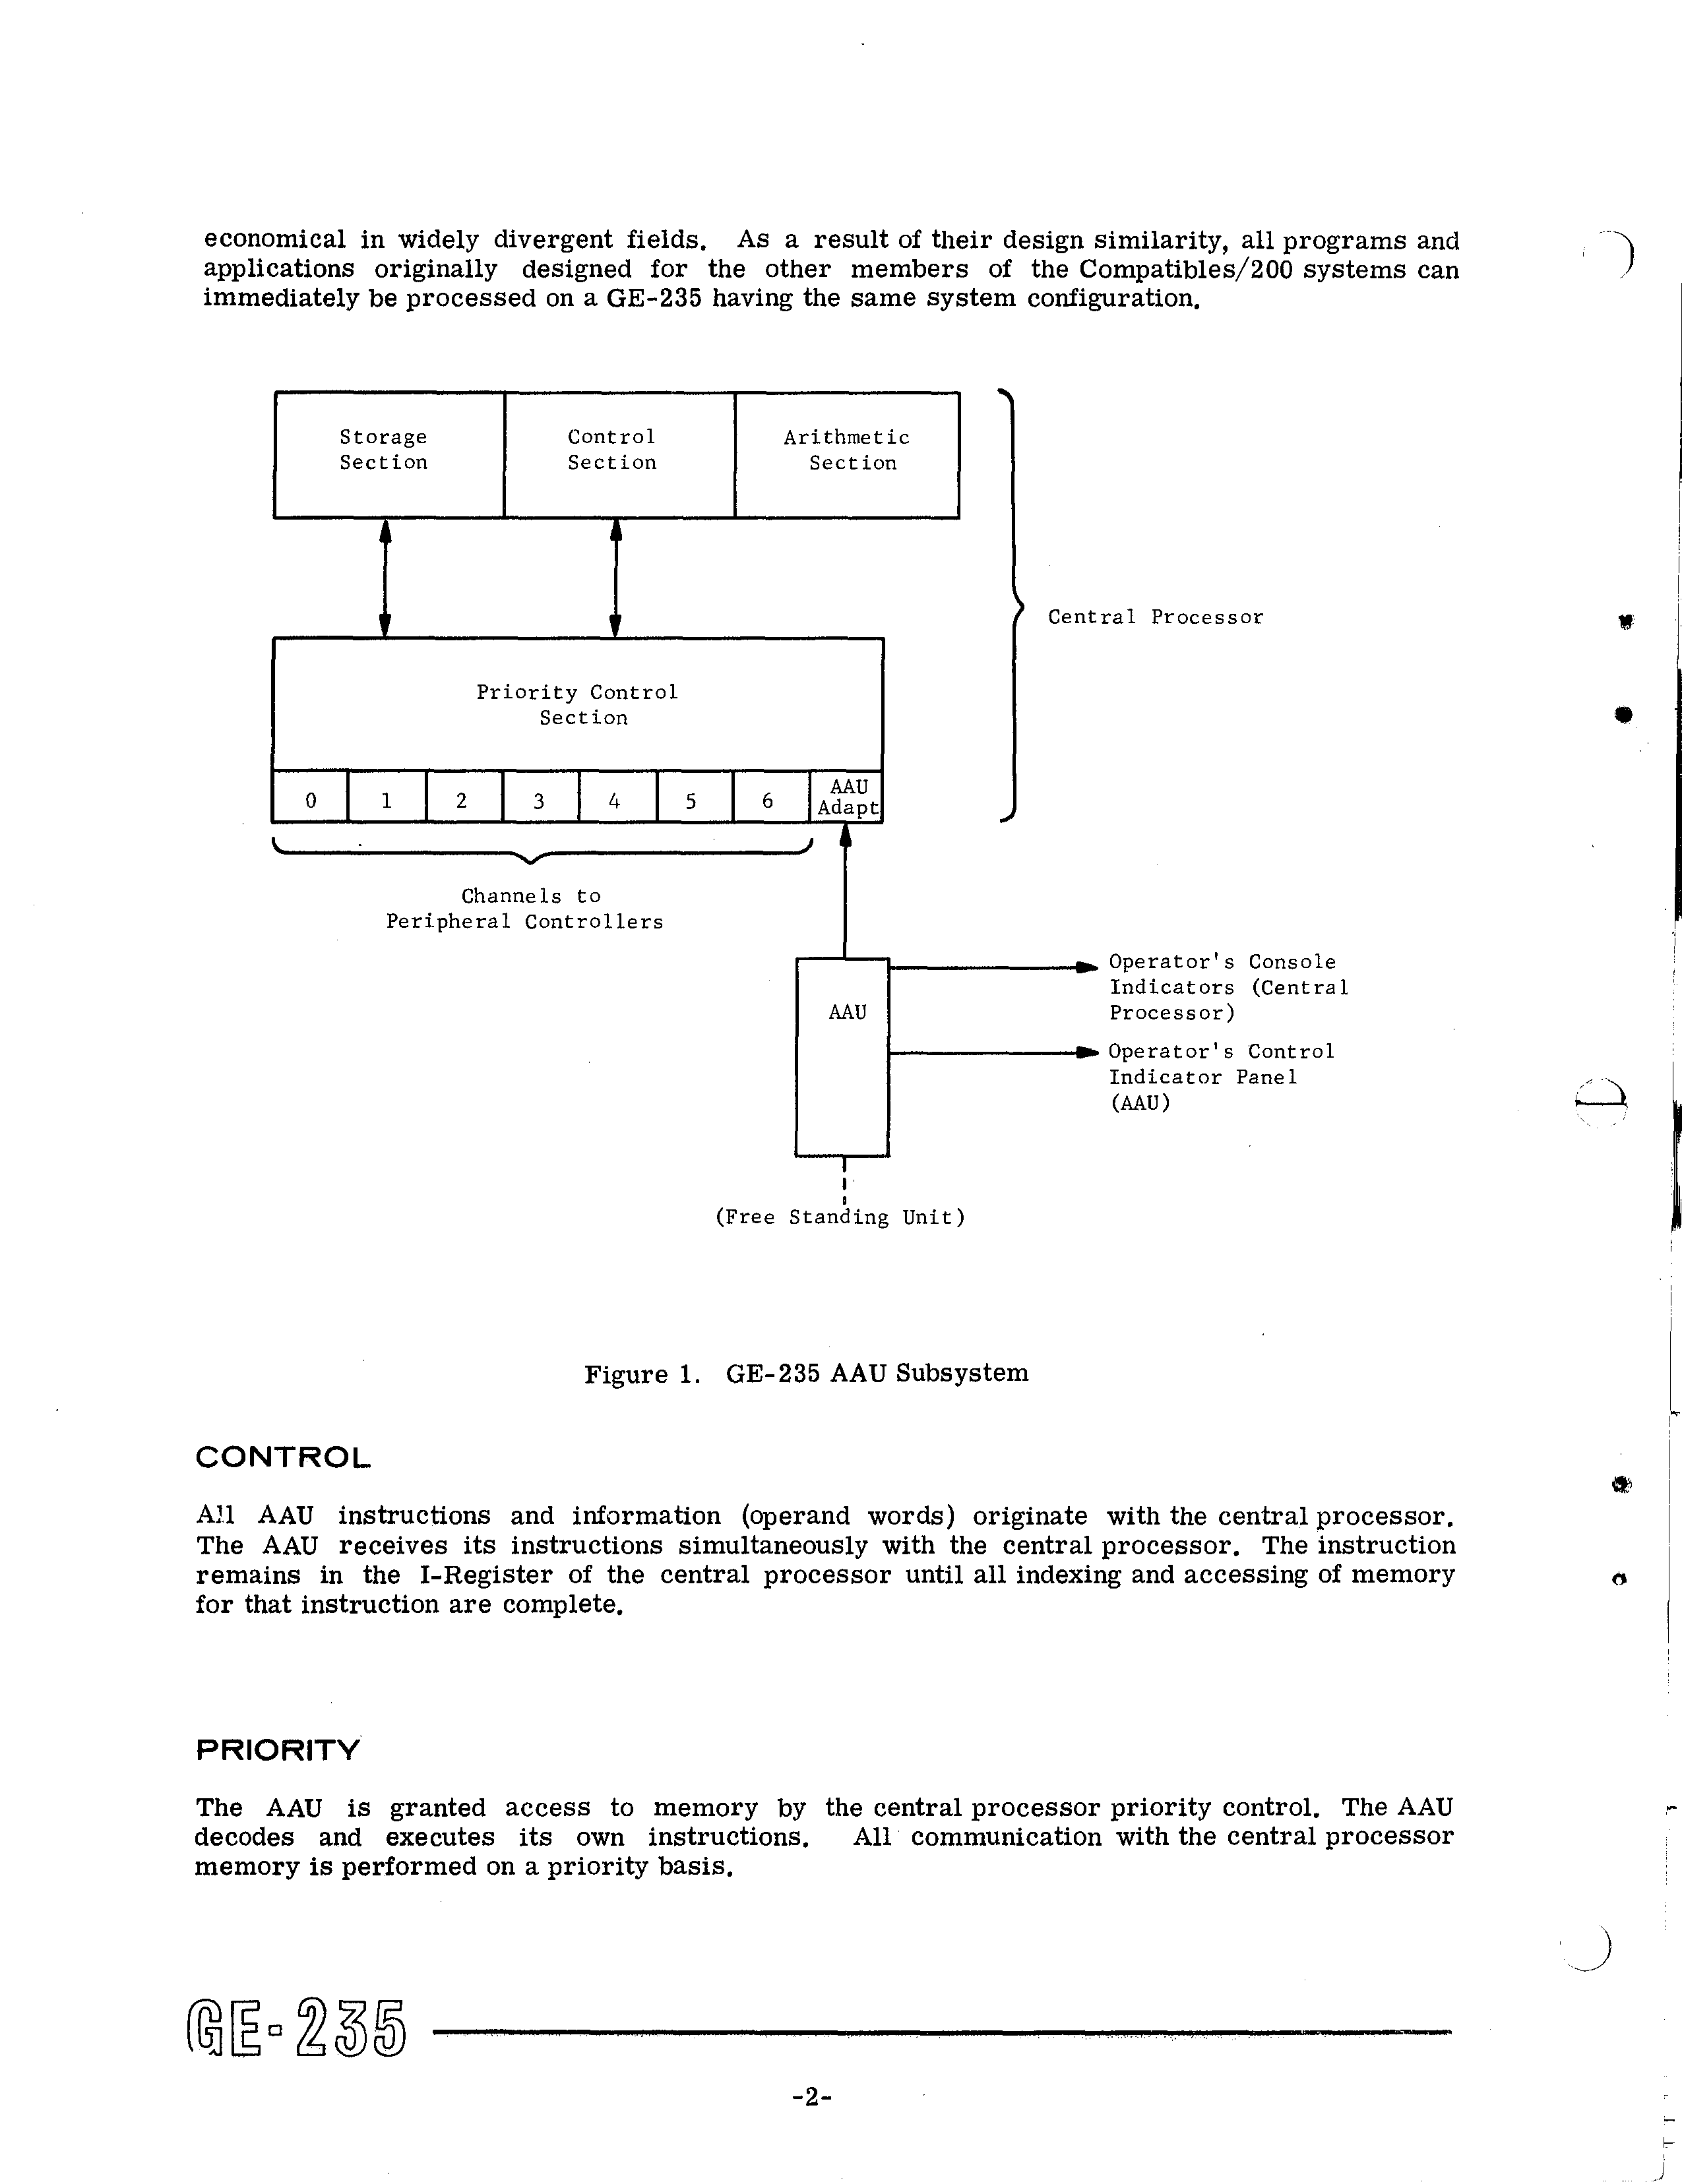 economical in widely divergent fields. As a result of their design similarity, all programs and
applications originally designed for the other members of the Compatibles/200 systems can
immediately be processed on a GE-235 having the same system configuration.
Storage
Section
Control
Section
Arithmetic
Section
Central Processor
Priority Control
Section
0 1 2 3 4 5 6
AAU
Adapt
Channels to
Peripheral Controllers
AAU
Operator's Console
Indicators (Central
Processor)
Operator's Control
Indicator Panel
(AAU)
(Free Standing Unit)
Figure 1. GE-235 AAU Subsystem
CONTROL
All AAU instructions and information (operand words) originate with the central processor.
The AAU receives its instructions simultaneously with the central processor. The instruction
remains in the I-Register of the central processor until all indexing and accessing of memory
for that instruction are complete.
PRIORITY
The AAU is granted access to memory by the central processor priority control. The AAU
decodes and executes its own instructions. All communication with the central processor
memory is performed on a priority basis.
GE-235
-2-